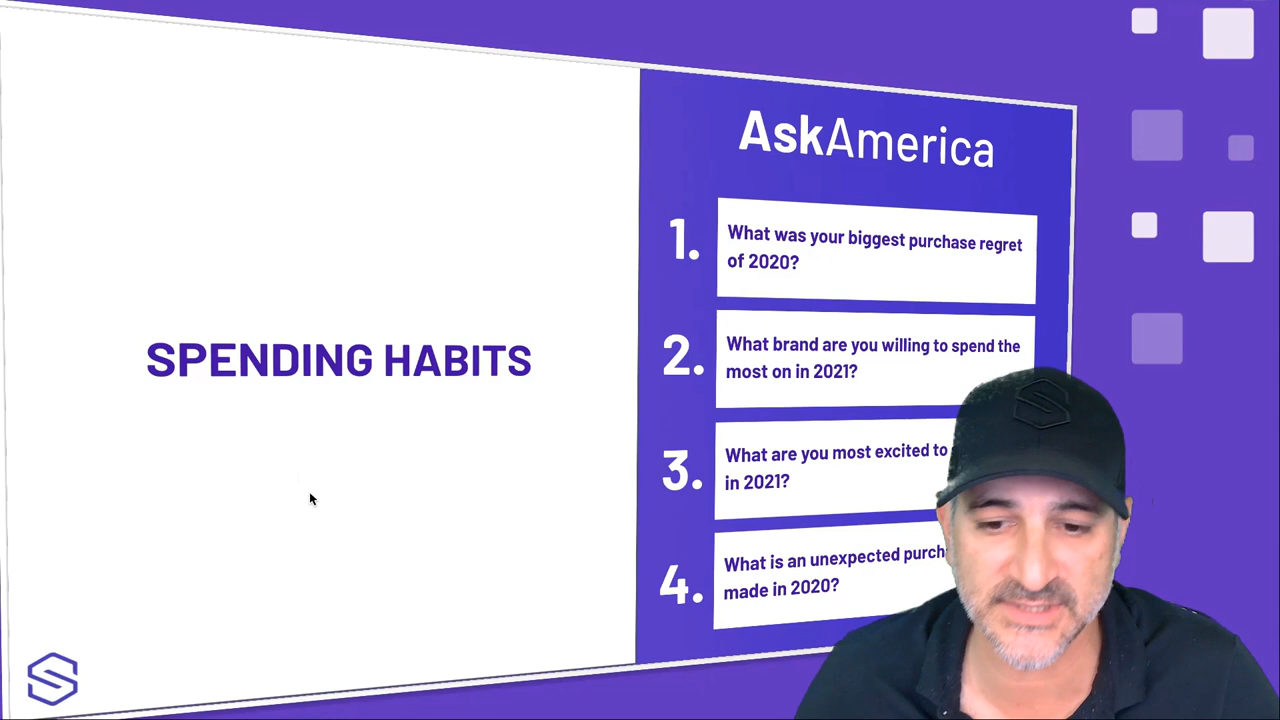 SPENDING HABITS
AskAmerica
1. What was your biggest purchase regret
of 2020?
2. What brand are you willing to spend the
most on in 2021?
3. What are you most excited to
in 2021?
4. What is an unexpected
made in 2020?